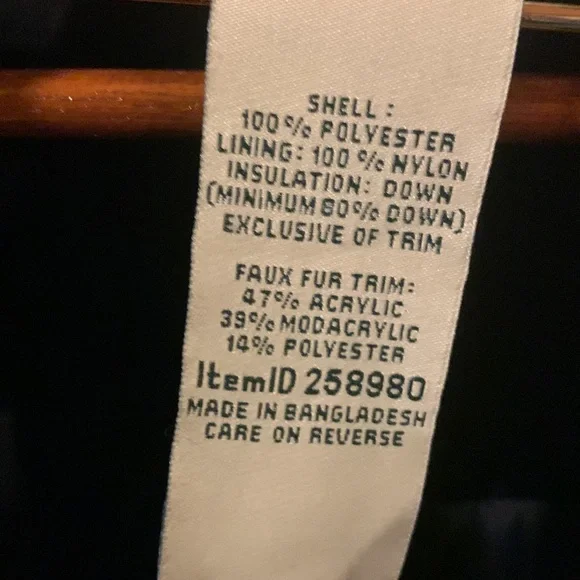 SHELL :
100% POLYESTER
LINING: 100% NYLON
INSULATION: DOWN
(MINIMUM 80% DOWN)
EXCLUSIVE OF TRIM
FAUX FUR TRIM:
47% ACRYLIC
39% MODACRYLIC
14% POLYESTER
ItemID 258980
MADE IN BANGLADESH
CARE ON REVERSE